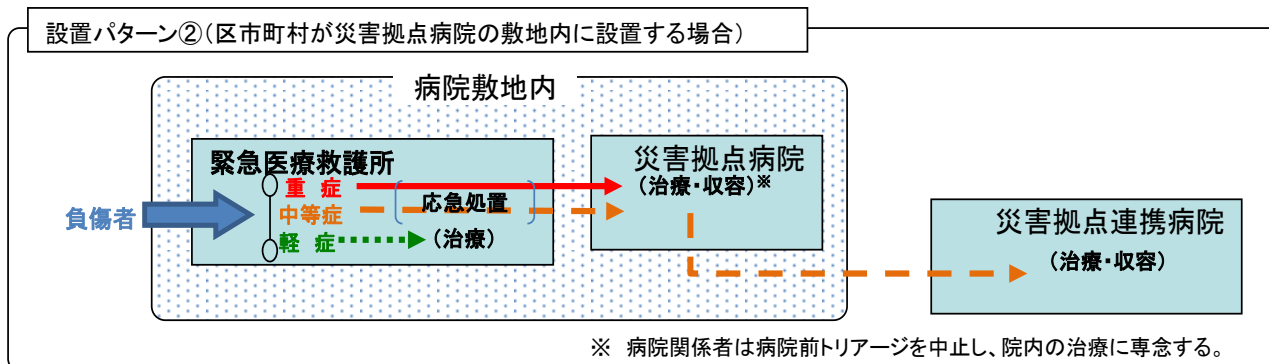 設置パターン②(区市町村が災害拠点病院の敷地内に設置する場合)
病院敷地内
緊急医療救護所
負傷者
重 症
中等症
軽 症
応急処置
(治療)
災害拠点病院
(治療・収容)※
災害拠点連携病院
(治療・収容)
※ 病院関係者は病院前トリアージを中止し、院内の治療に専念する。